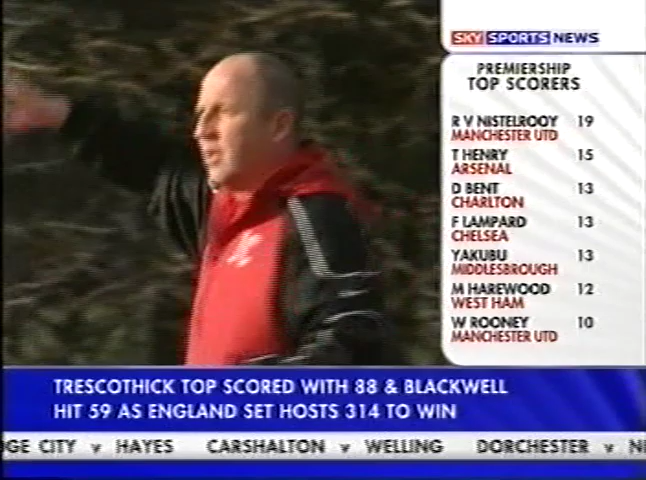 SKY SPORTS NEWS
PREMIERSHIP
TOP SCORERS
R V NISTELROOY 19
MANCHESTER UTD
T HENRY 15
ARSENAL
D BENT 13
CHARLTON
F LAMPARD 13
CHELSEA
YAKUBU 13
MIDDLESBROUGH
M HAREWOOD 12
WEST HAM
W ROONEY 10
MANCHESTER UTD
TRESCOTHICK TOP SCORED WITH 88 & BLACKWELL
HIT 59 AS ENGLAND SET HOSTS 314 TO WIN
GE CITY v HAYES CARSHALTON v WELLING DORCHESTER v N